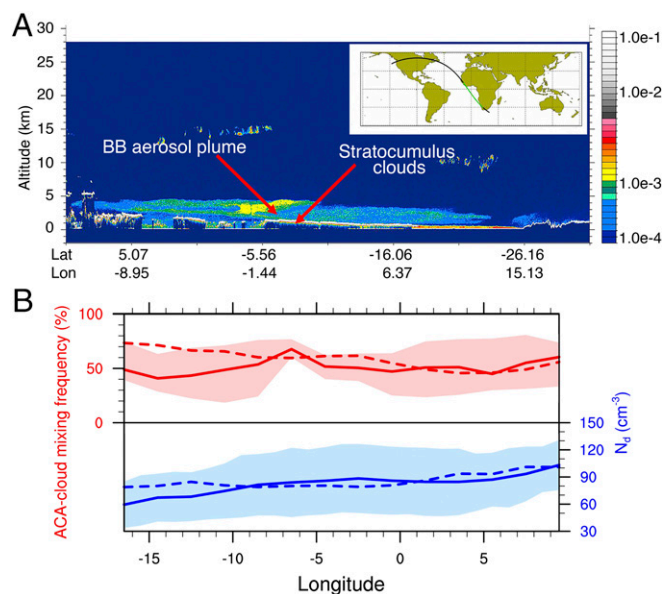 A
30
25
20
15
10
5
0
Altitude (km)
BB aerosol plume
Stratocumulus
clouds
1.0e-1
1.0e-2
1.0e-3
1.0e-4
Lat 5.07 -5.56 -16.06 -26.16
Lon -8.95 -1.44 6.37 15.13
B
100
50
0
ACA-cloud mixing frequency (%)
150
120
90
60
30
N_d (cm⁻³)
-15 -10 -5 0 5
Longitude